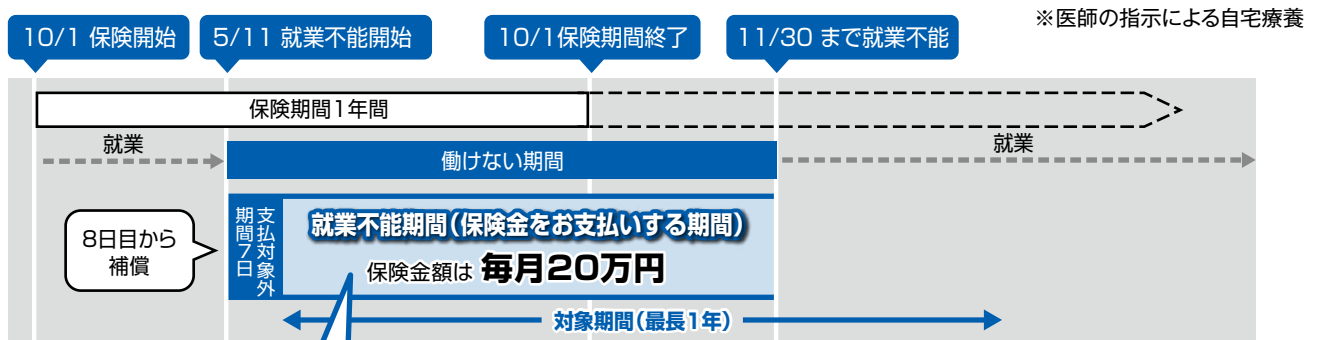 ※医師の指示による自宅療養
10/1 保険開始
5/11 就業不能開始
10/1保険期間終了
11/30 まで就業不能
保険期間1年間
就業
就業
働けない期間
8日目から
補償
支払対象外
期間7日
就業不能期間(保険金をお支払いする期間)
保険金額は 毎月20万円
対象期間(最長1年)